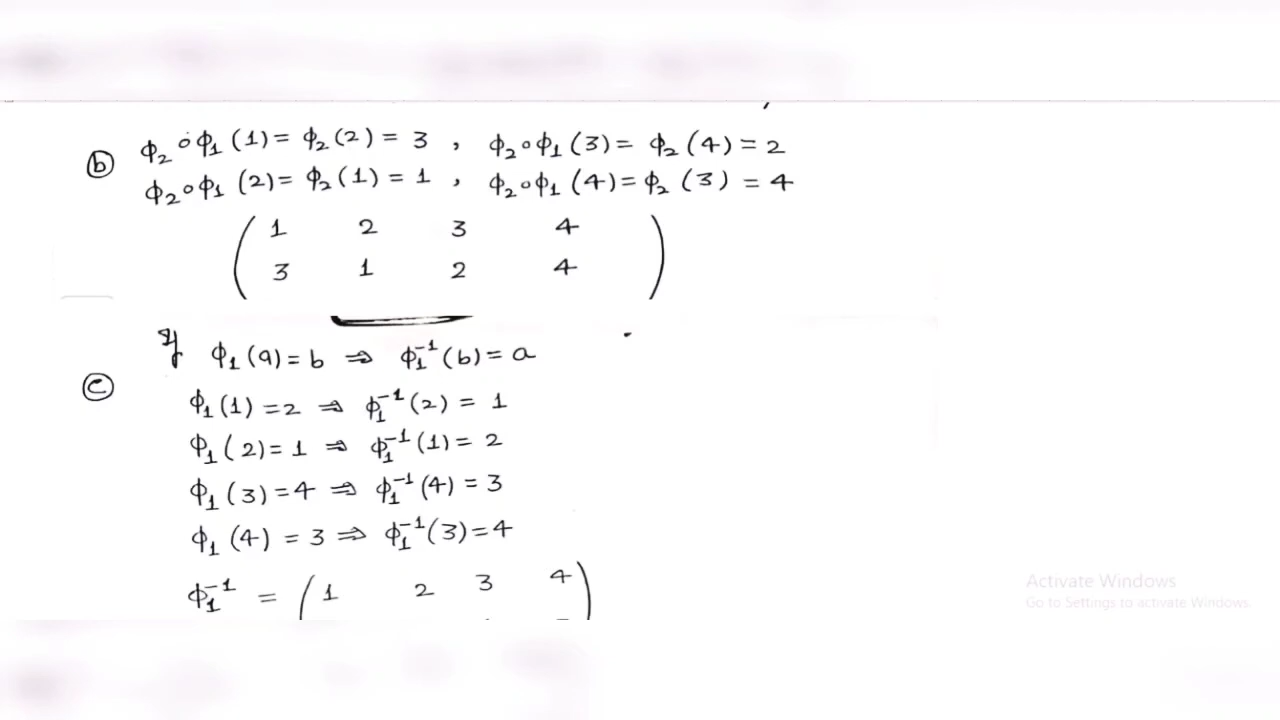 ⓑ ϕ₂∘ϕ₁(1) = ϕ₂(2) = 3 , ϕ₂∘ϕ₁(3) = ϕ₂(4) = 2
ϕ₂∘ϕ₁(2) = ϕ₂(1) = 1 , ϕ₂∘ϕ₁(4) = ϕ₂(3) = 4
( 1 2 3 4
3 1 2 4 )
If ϕ₁(a) = b ⇒ ϕ₁⁻¹(b) = a
ⓒ
ϕ₁(1) = 2 ⇒ ϕ₁⁻¹(2) = 1
ϕ₁(2) = 1 ⇒ ϕ₁⁻¹(1) = 2
ϕ₁(3) = 4 ⇒ ϕ₁⁻¹(4) = 3
ϕ₁(4) = 3 ⇒ ϕ₁⁻¹(3) = 4
ϕ₁⁻¹ = ( 1 2 3 4 )
Activate Windows
Go to Settings to activate Windows.